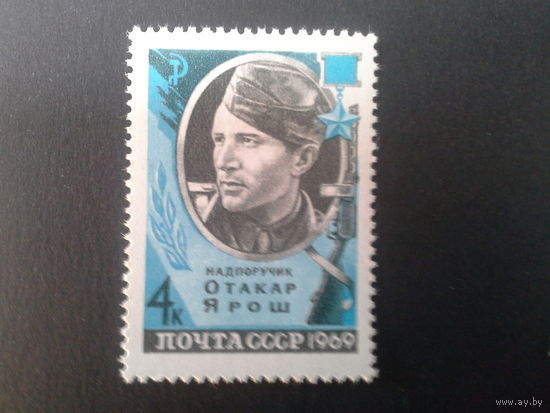 НАДПОРУЧИК
ОТАКАР
ЯРОШ
4к
ПОЧТА СССР 1969
www.ay.by